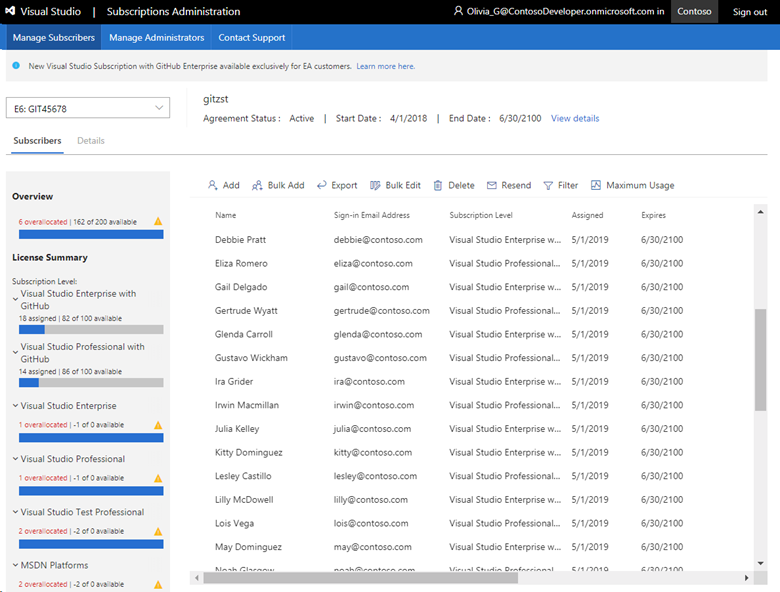 Visual Studio | Subscriptions Administration Olivia_G@ContosoDeveloper.onmicrosoft.com in Contoso Sign out
Manage Subscribers Manage Administrators Contact Support
New Visual Studio Subscription with GitHub Enterprise available exclusively for EA customers. Learn more here.
E6: GIT45678
gitzst
Agreement Status : Active | Start Date : 4/1/2018 | End Date : 6/30/2100 View details
Subscribers Details
Overview
6 overallocated | 162 of 200 available
License Summary
Subscription Level:
Visual Studio Enterprise with
GitHub
18 assigned | 82 of 100 available
Visual Studio Professional with
GitHub
14 assigned | 86 of 100 available
Visual Studio Enterprise
1 overallocated | -1 of 0 available
Visual Studio Professional
1 overallocated | -1 of 0 available
Visual Studio Test Professional
2 overallocated | -2 of 0 available
MSDN Platforms
2 overallocated | -2 of 0 available
Add Bulk Add Export Bulk Edit Delete Resend Filter Maximum Usage
Name Sign-in Email Address Subscription Level Assigned Expires
Debbie Pratt debbie@contoso.com Visual Studio Enterprise w... 5/1/2019 6/30/2100
Eliza Romero eliza@contoso.com Visual Studio Professional... 5/1/2019 6/30/2100
Gail Delgado gail@contoso.com Visual Studio Enterprise w... 5/1/2019 6/30/2100
Gertrude Wyatt gertrude@contoso.com Visual Studio Professional... 5/1/2019 6/30/2100
Glenda Carroll glenda@contoso.com Visual Studio Enterprise w... 5/1/2019 6/30/2100
Gustavo Wickham gustavo@contoso.com Visual Studio Professional... 5/1/2019 6/30/2100
Ira Grider ira@contoso.com Visual Studio Enterprise w... 5/1/2019 6/30/2100
Irwin Macmillan irwin@contoso.com Visual Studio Professional... 5/1/2019 6/30/2100
Julia Kelley julia@contoso.com Visual Studio Enterprise w... 5/1/2019 6/30/2100
Kitty Dominguez kitty@contoso.com Visual Studio Enterprise w... 5/1/2019 6/30/2100
Lesley Castillo lesley@contoso.com Visual Studio Professional... 5/1/2019 6/30/2100
Lilly McDowell lilly@contoso.com Visual Studio Enterprise w... 5/1/2019 6/30/2100
Lois Vega lois@contoso.com Visual Studio Professional... 5/1/2019 6/30/2100
May Dominguez may@contoso.com Visual Studio Enterprise w... 5/1/2019 6/30/2100
Noah Glasgow noah@contoso.com Visual Studio Professional... 5/1/2019 6/30/2100